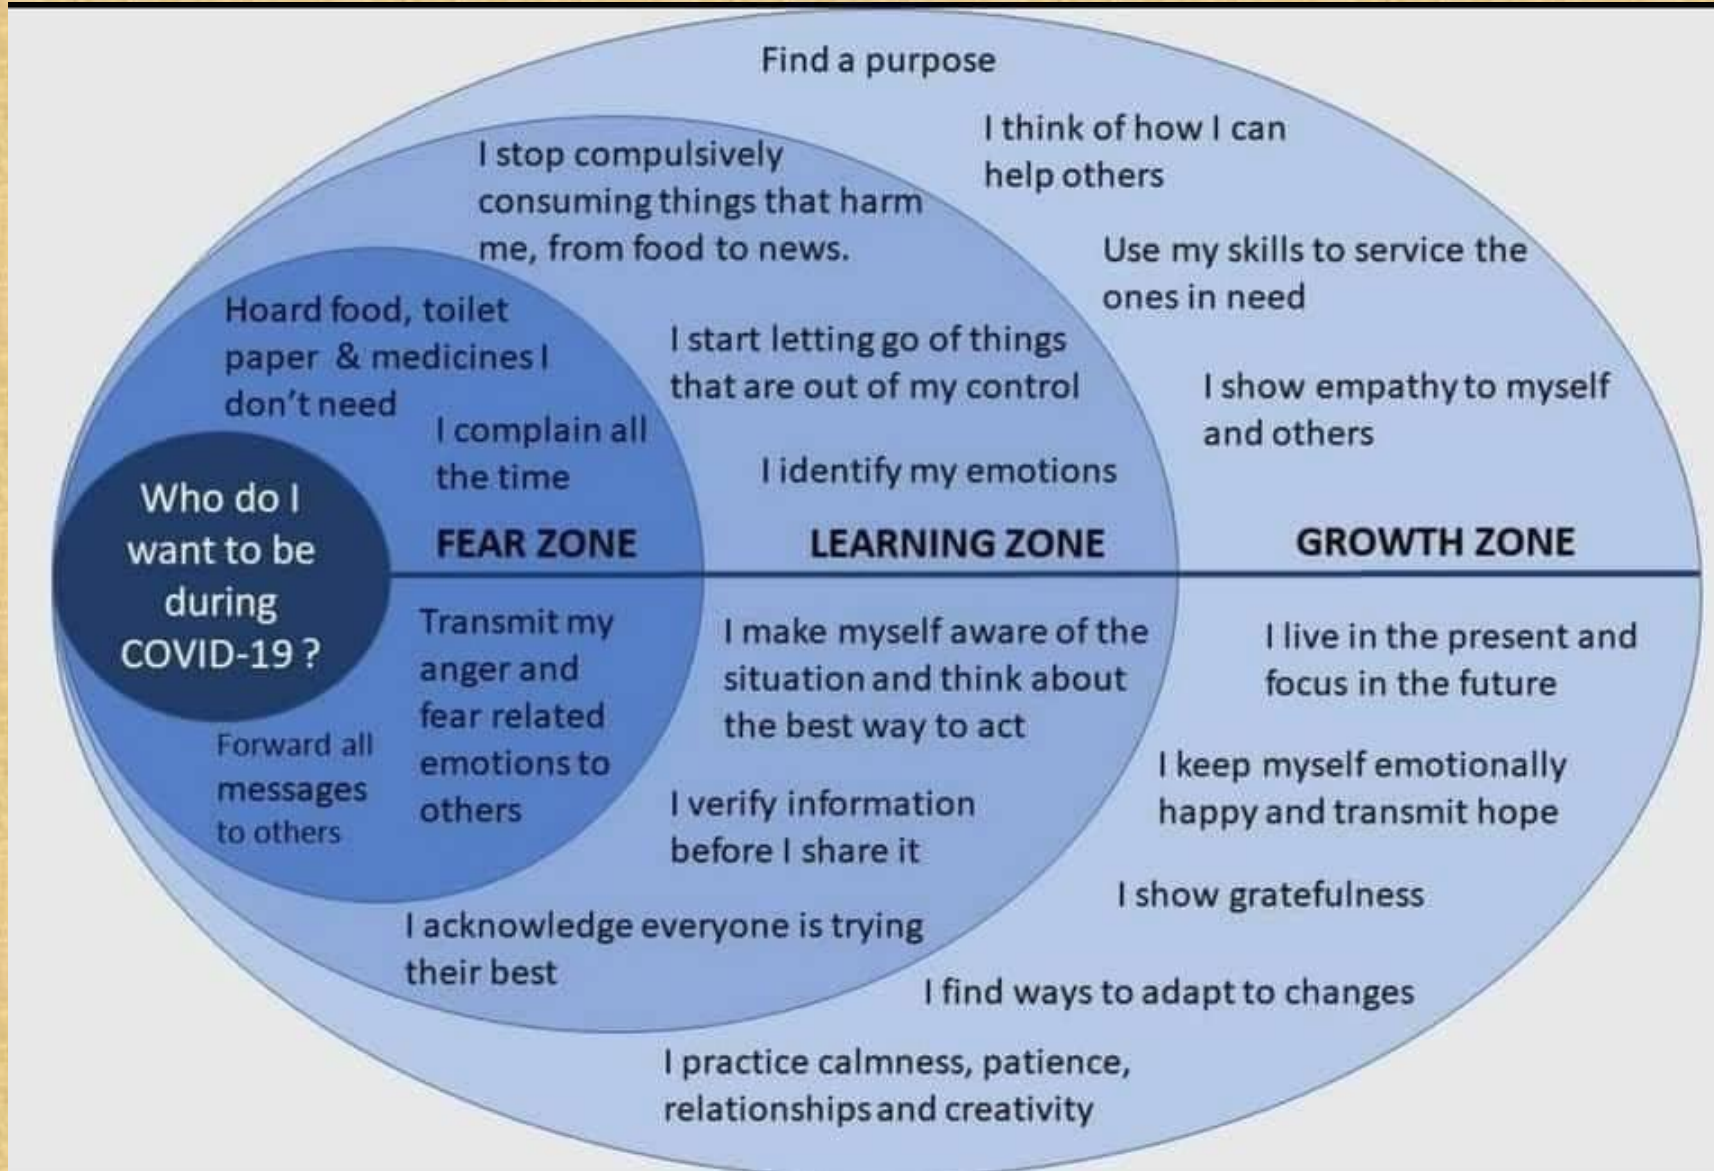 Find a purpose
I think of how I can
help others
Use my skills to service the
ones in need
I show empathy to myself
and others
I stop compulsively
consuming things that harm
me, from food to news.
I start letting go of things
that are out of my control
I identify my emotions
Hoard food, toilet
paper & medicines I
don't need
I complain all
the time
Who do I
want to be
during
COVID-19 ?
FEAR ZONE
LEARNING ZONE
GROWTH ZONE
Transmit my
anger and
fear related
emotions to
others
Forward all
messages
to others
I make myself aware of the
situation and think about
the best way to act
I verify information
before I share it
I acknowledge everyone is trying
their best
I live in the present and
focus in the future
I keep myself emotionally
happy and transmit hope
I show gratefulness
I find ways to adapt to changes
I practice calmness, patience,
relationships and creativity